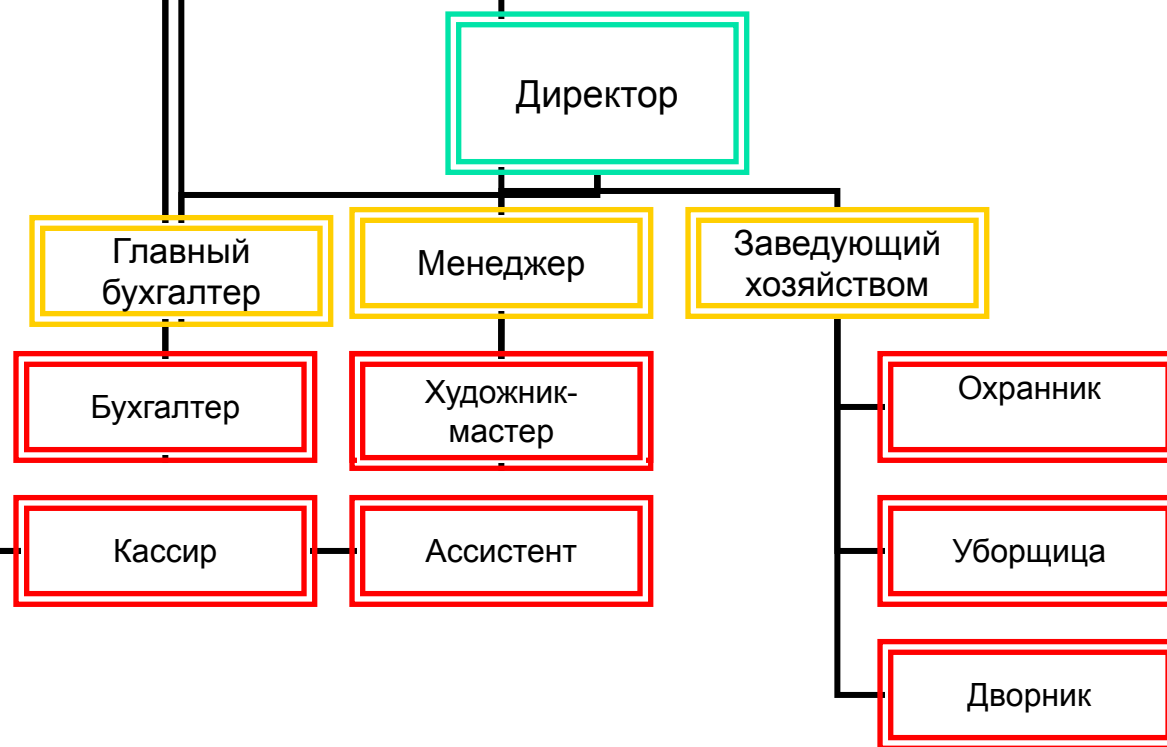 Директор
Главный
бухгалтер
Менеджер
Заведующий
хозяйством
Бухгалтер
Художник-
мастер
Охранник
Кассир
Ассистент
Уборщица
Дворник